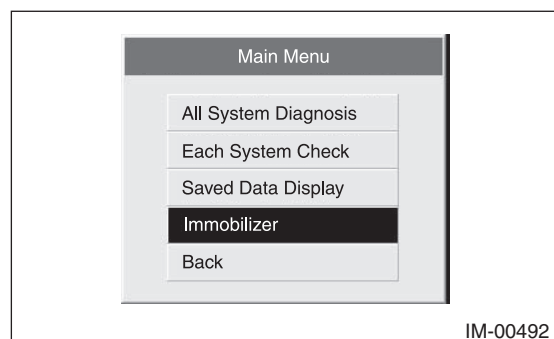 Main Menu
All System Diagnosis
Each System Check
Saved Data Display
Immobilizer
Back
IM-00492